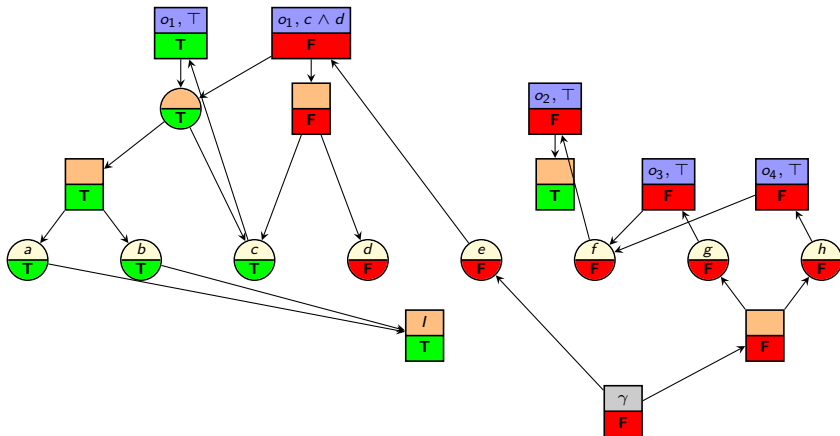 o₁, ⊤
T
o₁, c ∧ d
F
T
F
o₂, ⊤
F
T
T
o₃, ⊤
F
o₄, ⊤
F
a
T
b
T
c
T
d
F
e
F
f
F
g
F
h
F
I
T
F
γ
F